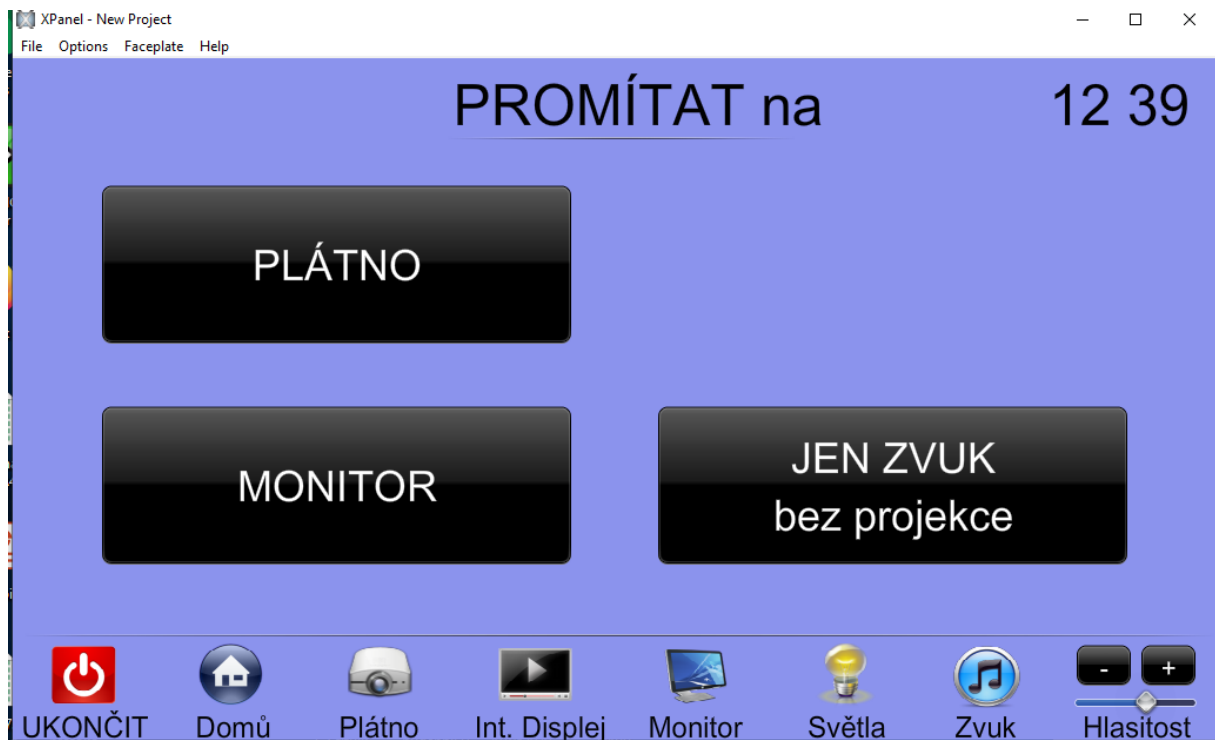 XPanel - New Project
File Options Faceplate Help
PROMÍTAT na
12 39
PLÁTNO
MONITOR
JEN ZVUK
bez projekce
- +
UKONČIT Domů Plátno Int. Displej Monitor Světla Zvuk Hlasitost